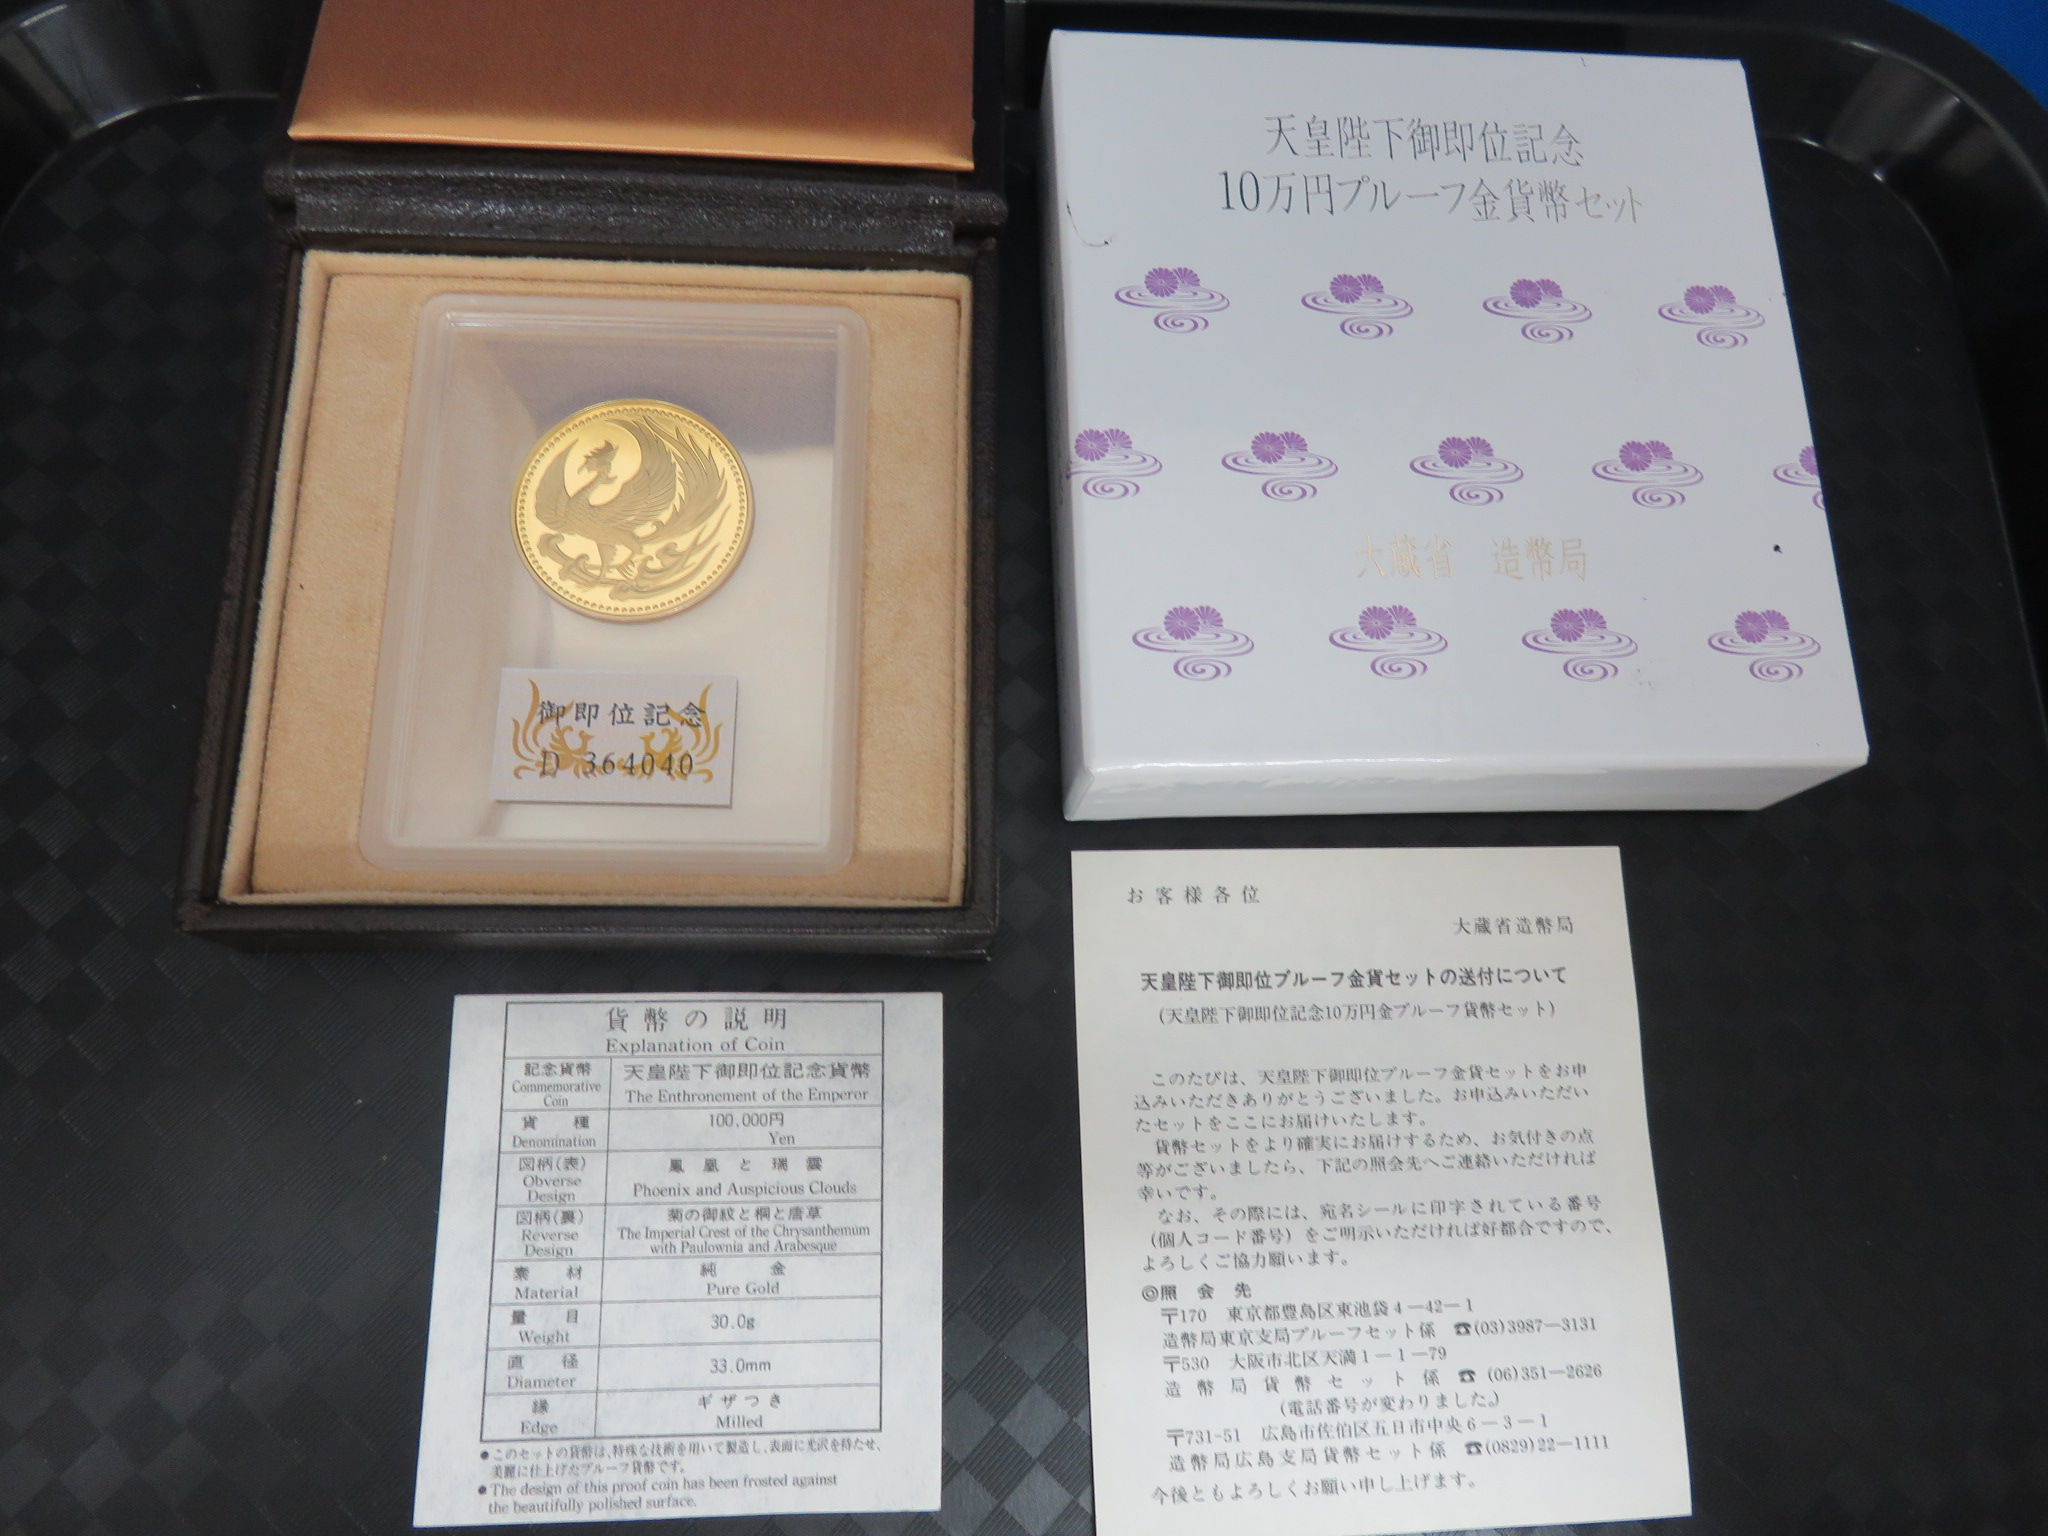 御即位記念
D 364040
天皇陛下御即位記念
10万円プルーフ金貨幣セット
大蔵省 造幣局
貨幣の説明
Explanation of Coin
記念貨幣
Commemorative
Coin
天皇陛下御即位記念貨幣
The Enthronement of the Emperor
貨種
Denomination
100,000円
Yen
図柄(表)
Obverse
Design
鳳凰と瑞雲
Phoenix and Auspicious Clouds
図柄(裏)
Reverse
Design
菊の御紋と桐と唐草
The Imperial Crest of the Chrysanthemum
with Paulownia and Arabesque
素材
Material
純金
Pure Gold
量目
Weight
30.0g
直径
Diameter
33.0mm
縁
Edge
ギザつき
Milled
●このセットの貨幣は、特殊な技術を用いて製造し、表面に光沢を持たせ、
美麗に仕上げたプルーフ貨幣です。
●The design of this proof coin has been frosted against
the beautifully polished surface.
お客様各位
大蔵省造幣局
天皇陛下御即位プルーフ金貨セットの送付について
(天皇陛下御即位記念10万円金プルーフ貨幣セット)
このたびは、天皇陛下御即位プルーフ金貨セットをお申
込みいただきありがとうございました。お申込みいただい
たセットをここにお届けいたします。
貨幣セットをより確実にお届けするため、お気付きの点
等がございましたら、下記の照会先へご連絡いただければ
幸いです。
なお、その際には、宛名シールに印字されている番号
(個人コード番号)をご明示いただければ好都合ですので、
よろしくご協力願います。
◎照会先
〒170 東京都豊島区東池袋4-42-1
造幣局東京支局プルーフセット係 ☎(03)3987-3131
〒530 大阪市北区天満1-1-79
造幣局貨幣セット係 ☎(06)351-2626
(電話番号が変わりました。)
〒731-51 広島市佐伯区五日市中央6-3-1
造幣局広島支局貨幣セット係 ☎(0829)22-1111
今後ともよろしくお願い申し上げます。